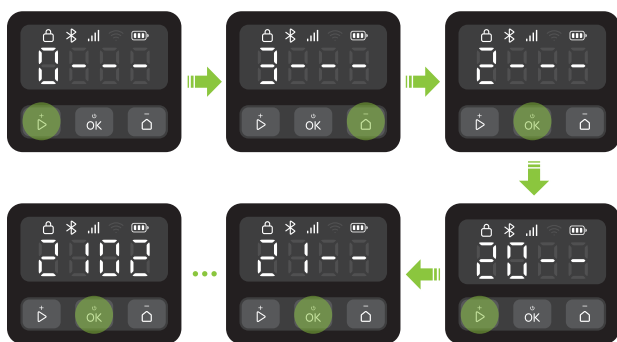 0---
+ OK −
3---
+ OK −
2---
+ OK −
20--
+ OK −
21--
+ OK −
2102
+ OK −